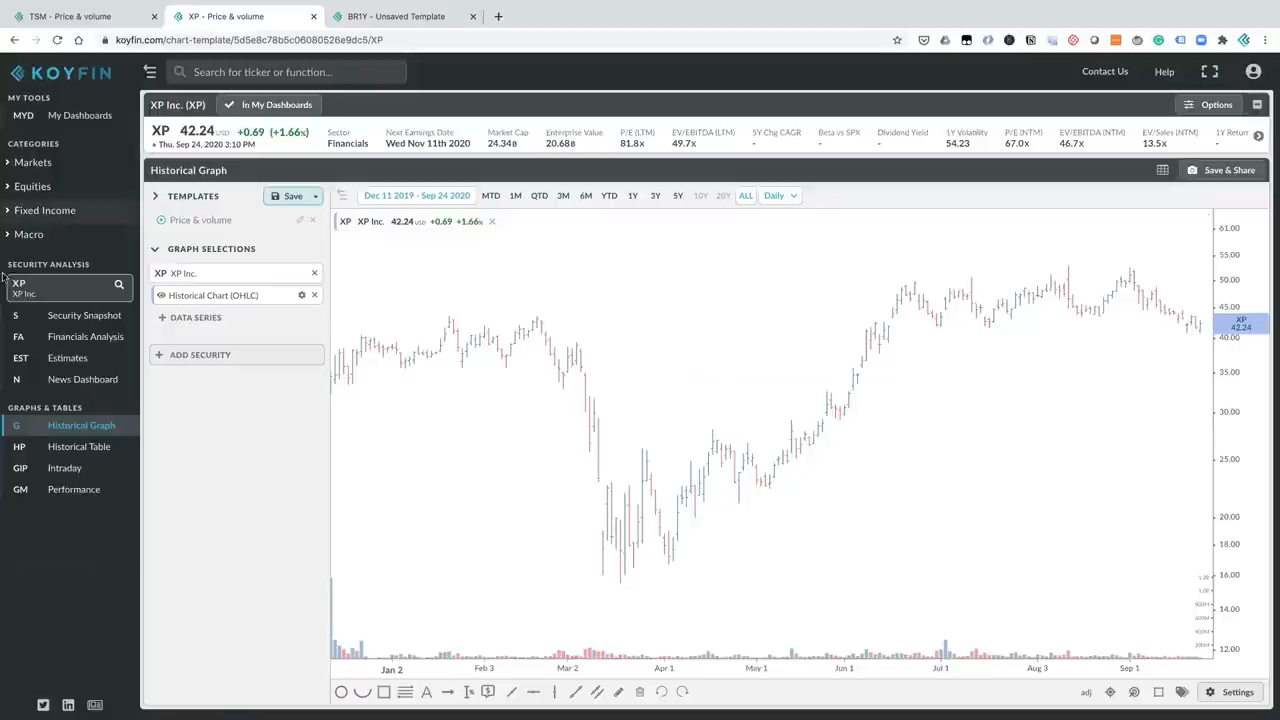 TSM - Price & volume
XP - Price & volume
BR1Y - Unsaved Template
koyfin.com/chart-template/5d5e8c78b5c06080526e9dc5/XP
KOYFIN
Search for ticker or function...
Contact Us
Help
MY TOOLS
MYD My Dashboards
CATEGORIES
Markets
Equities
Fixed Income
Macro
SECURITY ANALYSIS
XP
XP Inc.
S Security Snapshot
FA Financials Analysis
EST Estimates
N News Dashboard
GRAPHS & TABLES
G Historical Graph
HP Historical Table
GIP Intraday
GM Performance
XP Inc. (XP)
In My Dashboards
Options
XP 42.24 USD +0.69 (+1.66%)
Thu, Sep 24, 2020 3:10 PM
Sector
Financials
Next Earnings Date
Wed Nov 11th 2020
Market Cap
24.34B
Enterprise Value
20.68B
P/E (LTM)
81.8x
EV/EBITDA (LTM)
49.7x
5Y Chg CAGR
-
Beta vs SPX
-
Dividend Yield
-
1Y Volatility
54.23
P/E (NTM)
67.0x
EV/EBITDA (NTM)
46.7x
EV/Sales (NTM)
13.5x
1Y Return
-
Historical Graph
Save & Share
TEMPLATES
Save
Price & volume
GRAPH SELECTIONS
XP XP Inc.
Historical Chart (OHLC)
+ DATA SERIES
+ ADD SECURITY
Dec 11 2019 - Sep 24 2020 MTD 1M QTD 3M 6M YTD 1Y 3Y 5Y 10Y 20Y ALL Daily
XP XP Inc. 42.24 USD +0.69 +1.66%
61.00
55.00
50.00
45.00
XP
42.24
40.00
35.00
30.00
25.00
20.00
18.00
16.00
14.00
12.00
Jan 2 Feb 3 Mar 2 Apr 1 May 1 Jun 1 Jul 1 Aug 3 Sep 1
adj
Settings